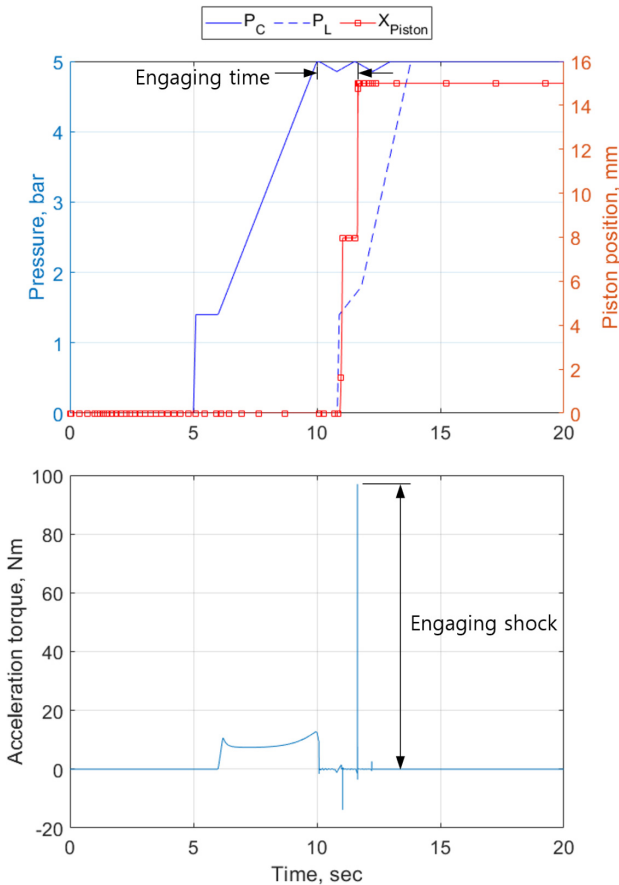 P_C P_L X_Piston
Engaging time
5
4
3
2
1
0
Pressure, bar
16
14
12
10
8
6
4
2
0
Piston position, mm
0 5 10 15 20
100
80
60
40
20
0
-20
Acceleration torque, Nm
Engaging shock
0 5 10 15 20
Time, sec